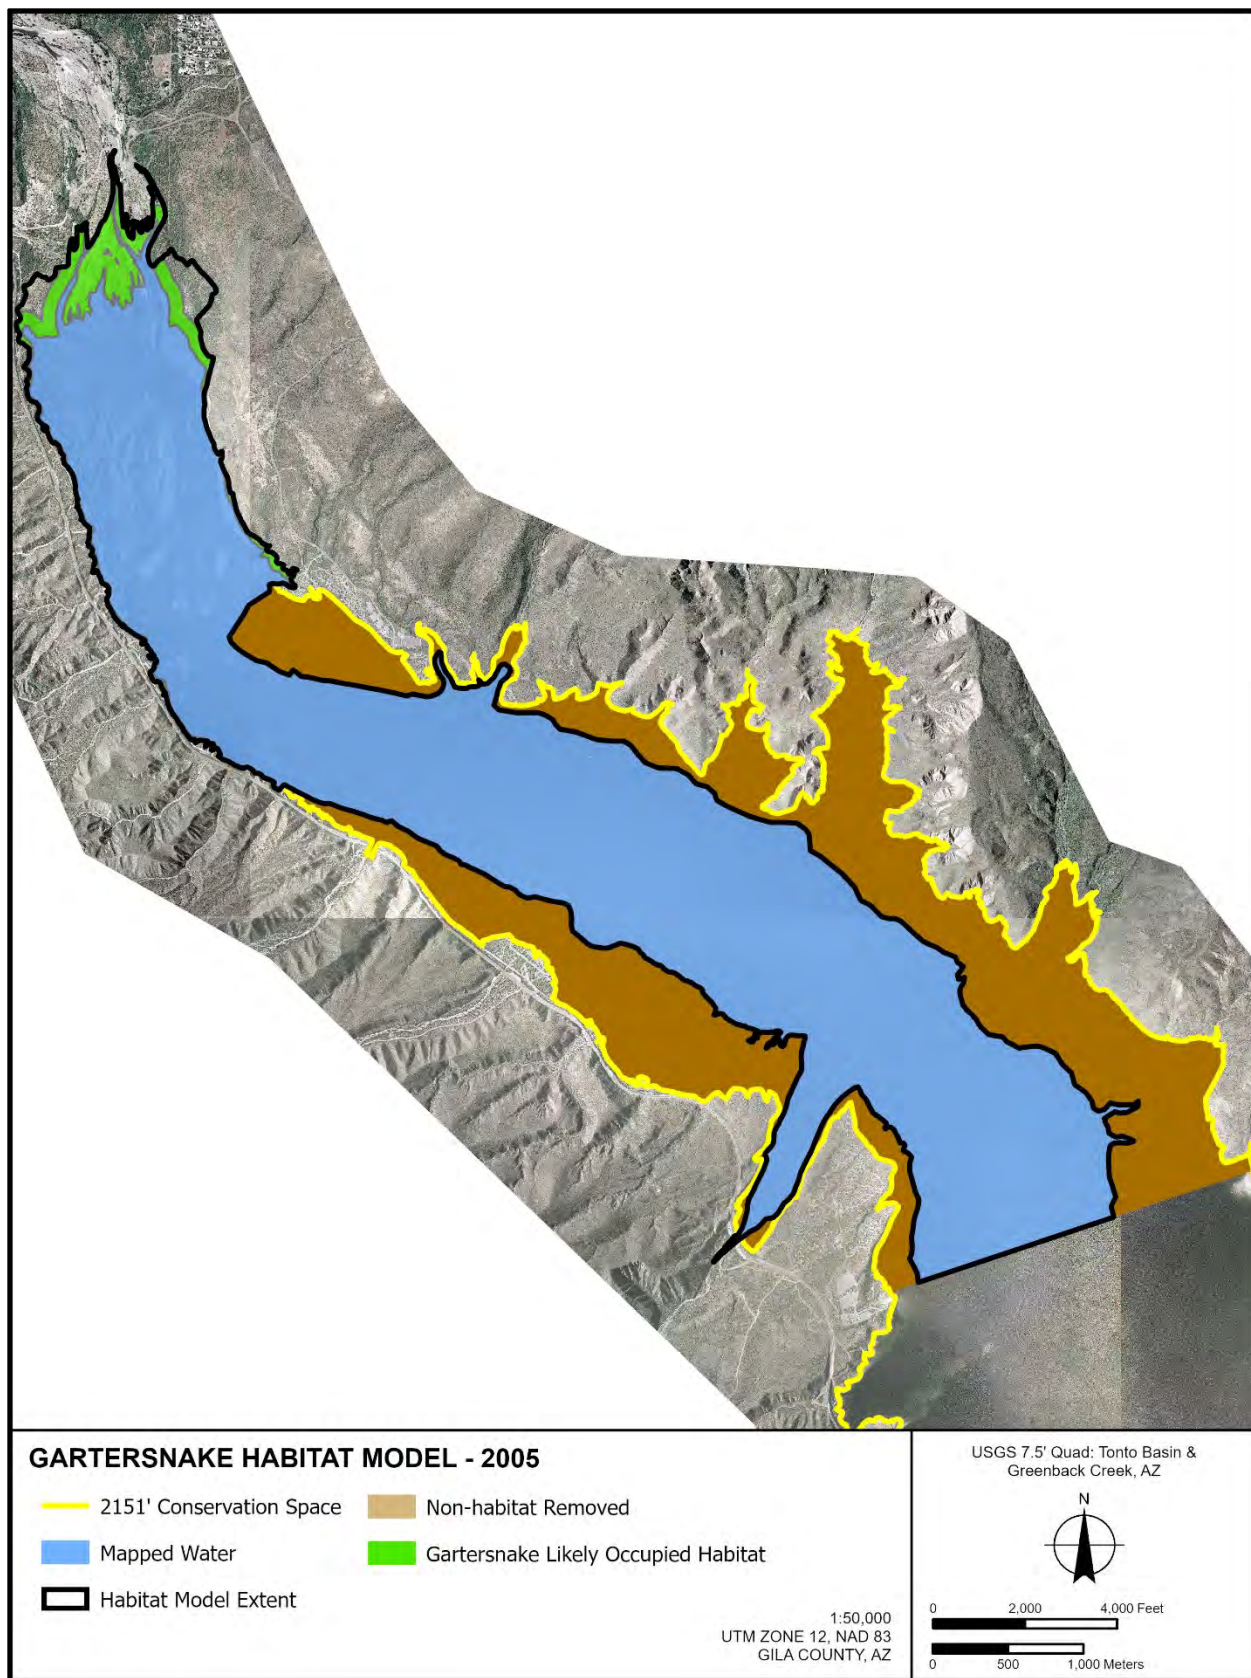 GARTERSNAKE HABITAT MODEL - 2005
2151' Conservation Space
Non-habitat Removed
Mapped Water
Gartersnake Likely Occupied Habitat
Habitat Model Extent
1:50,000
UTM ZONE 12, NAD 83
GILA COUNTY, AZ
USGS 7.5' Quad: Tonto Basin &
Greenback Creek, AZ
N
0 2,000 4,000 Feet
0 500 1,000 Meters